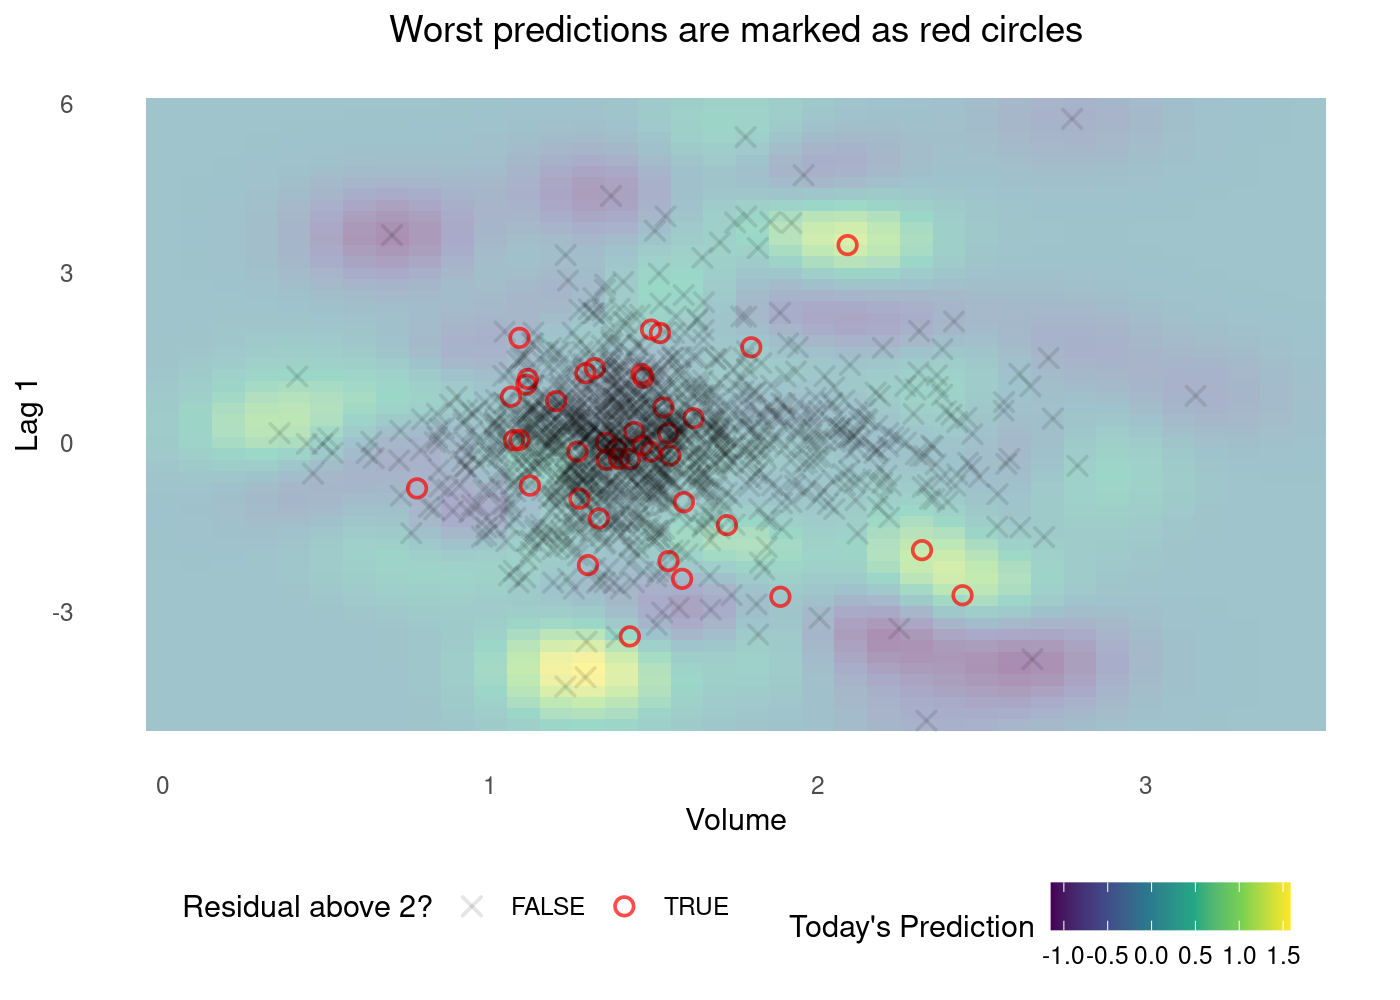 Worst predictions are marked as red circles
6
3
0
-3
Lag 1
0 1 2 3
Volume
Residual above 2? FALSE TRUE
Today's Prediction
-1.0 -0.5 0.0 0.5 1.0 1.5